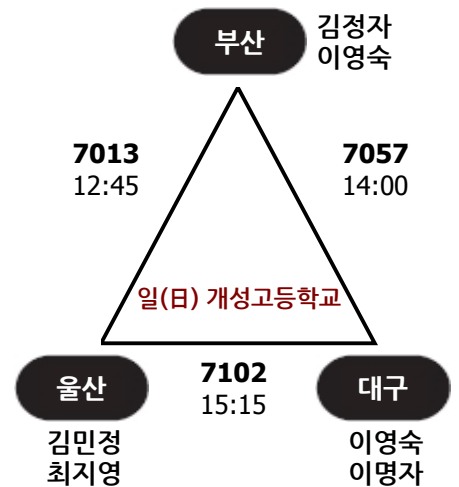 부산
김정자
이영숙
7013
12:45
7057
14:00
일(日) 개성고등학교
울산
7102
15:15
대구
김민정
최지영
이영숙
이명자